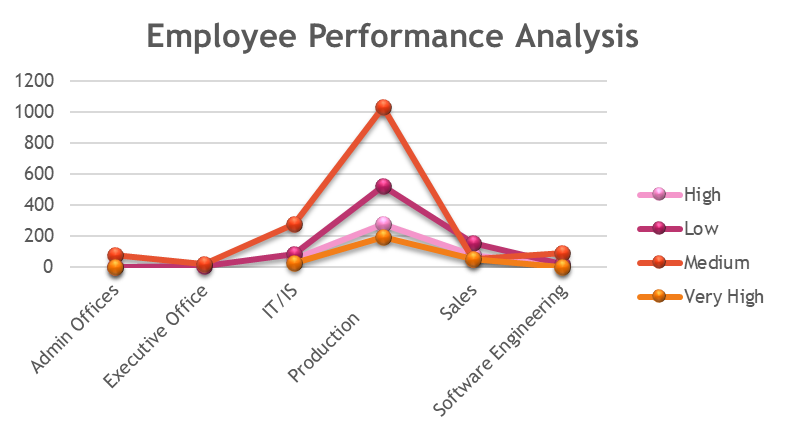 Employee Performance Analysis
1200
1000
800
600
400
200
0
Admin Offices
Executive Office
IT/IS
Production
Sales
Software Engineering
High
Low
Medium
Very High